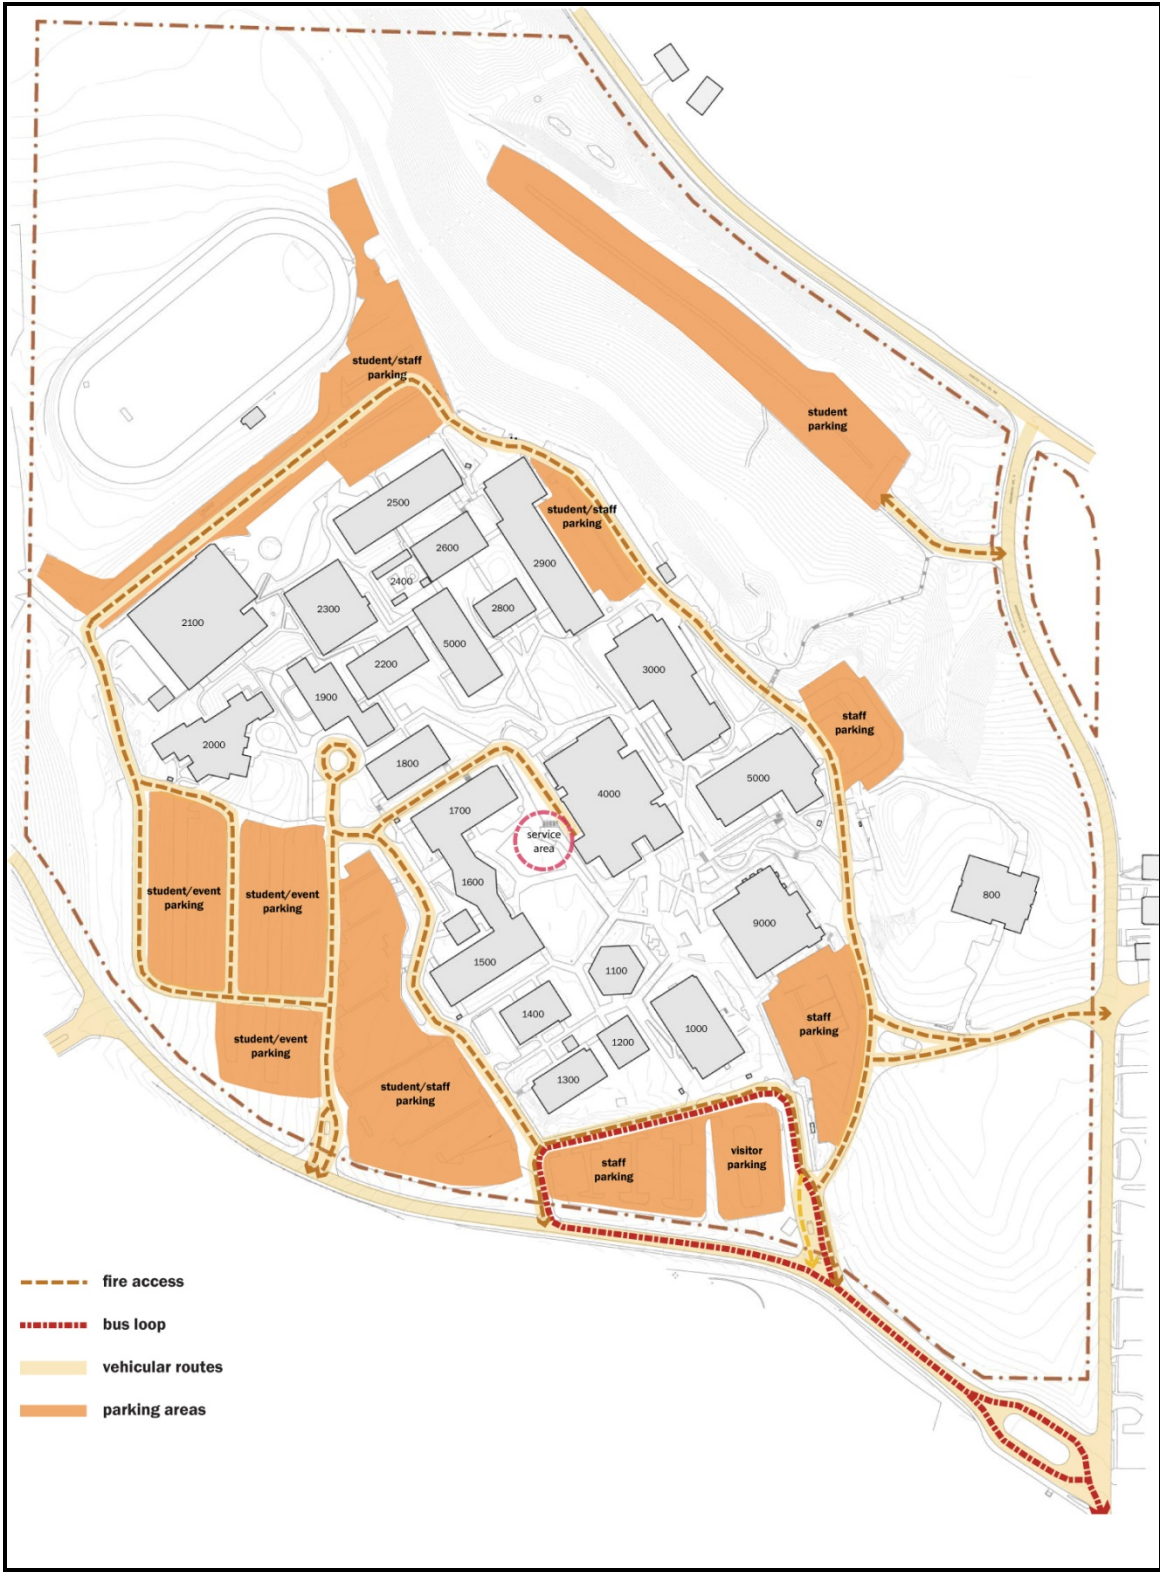 student/staff
parking
student
parking
2500
student/staff
parking
2600
2900
2400
2300
2800
2100
5000
2200
3000
1900
staff
parking
2000
1800
5000
4000
1700
service
area
1600
student/event
parking
student/event
parking
800
9000
1500
1100
1400
staff
parking
1000
1200
student/event
parking
1300
student/staff
parking
visitor
parking
staff
parking
fire access
bus loop
vehicular routes
parking areas